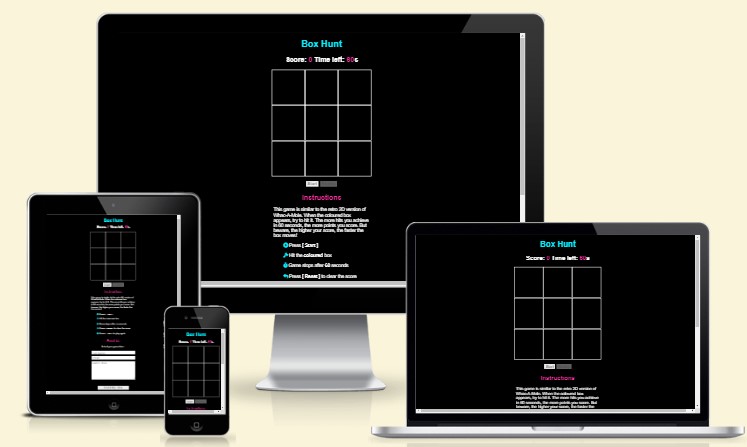 Box Hunt
Score: 0 Time left: 60s
Start
Instructions
This game is similar to the retro 2D version of
Whac-A-Mole. When the coloured box
appears, try to hit it. The more hits you achieve
in 60 seconds, the more points you score. But
beware, the higher your score, the faster the
box moves!
Press [ Start ]
Hit the coloured box
Game stops after 60 seconds
Press [ Reset ] to clear the score
Box Hunt
Score: 0 Time left: 60s
Instructions
Box Hunt
Box Hunt
Score: 0 Time left: 60s
Start
Instructions
This game is similar to the retro 2D version of
Whac-A-Mole. When the coloured box
appears, try to hit it. The more hits you achieve
in 60 seconds, the more points you score. But
beware, the higher your score, the faster the